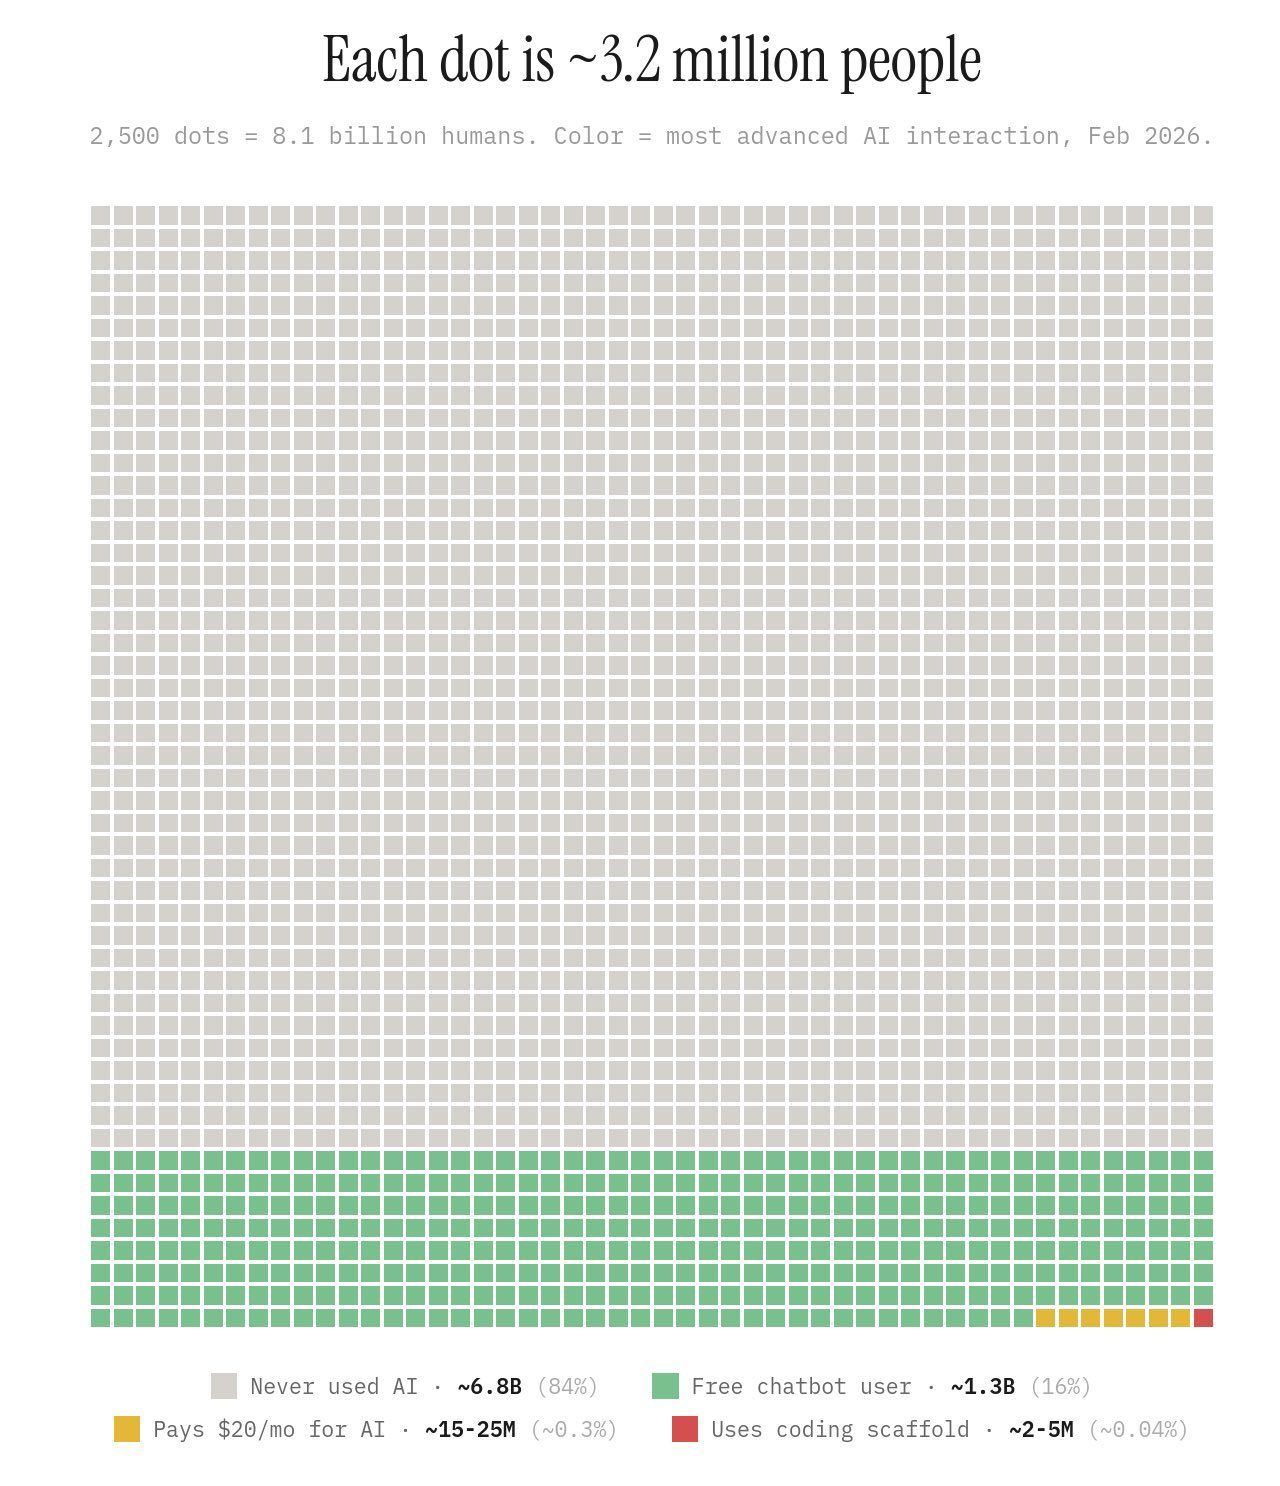 Each dot is ~3.2 million people
2,500 dots = 8.1 billion humans. Color = most advanced AI interaction, Feb 2026.
Never used AI · ~6.8B (84%) Free chatbot user · ~1.3B (16%)
Pays $20/mo for AI · ~15-25M (~0.3%) Uses coding scaffold · ~2-5M (~0.04%)